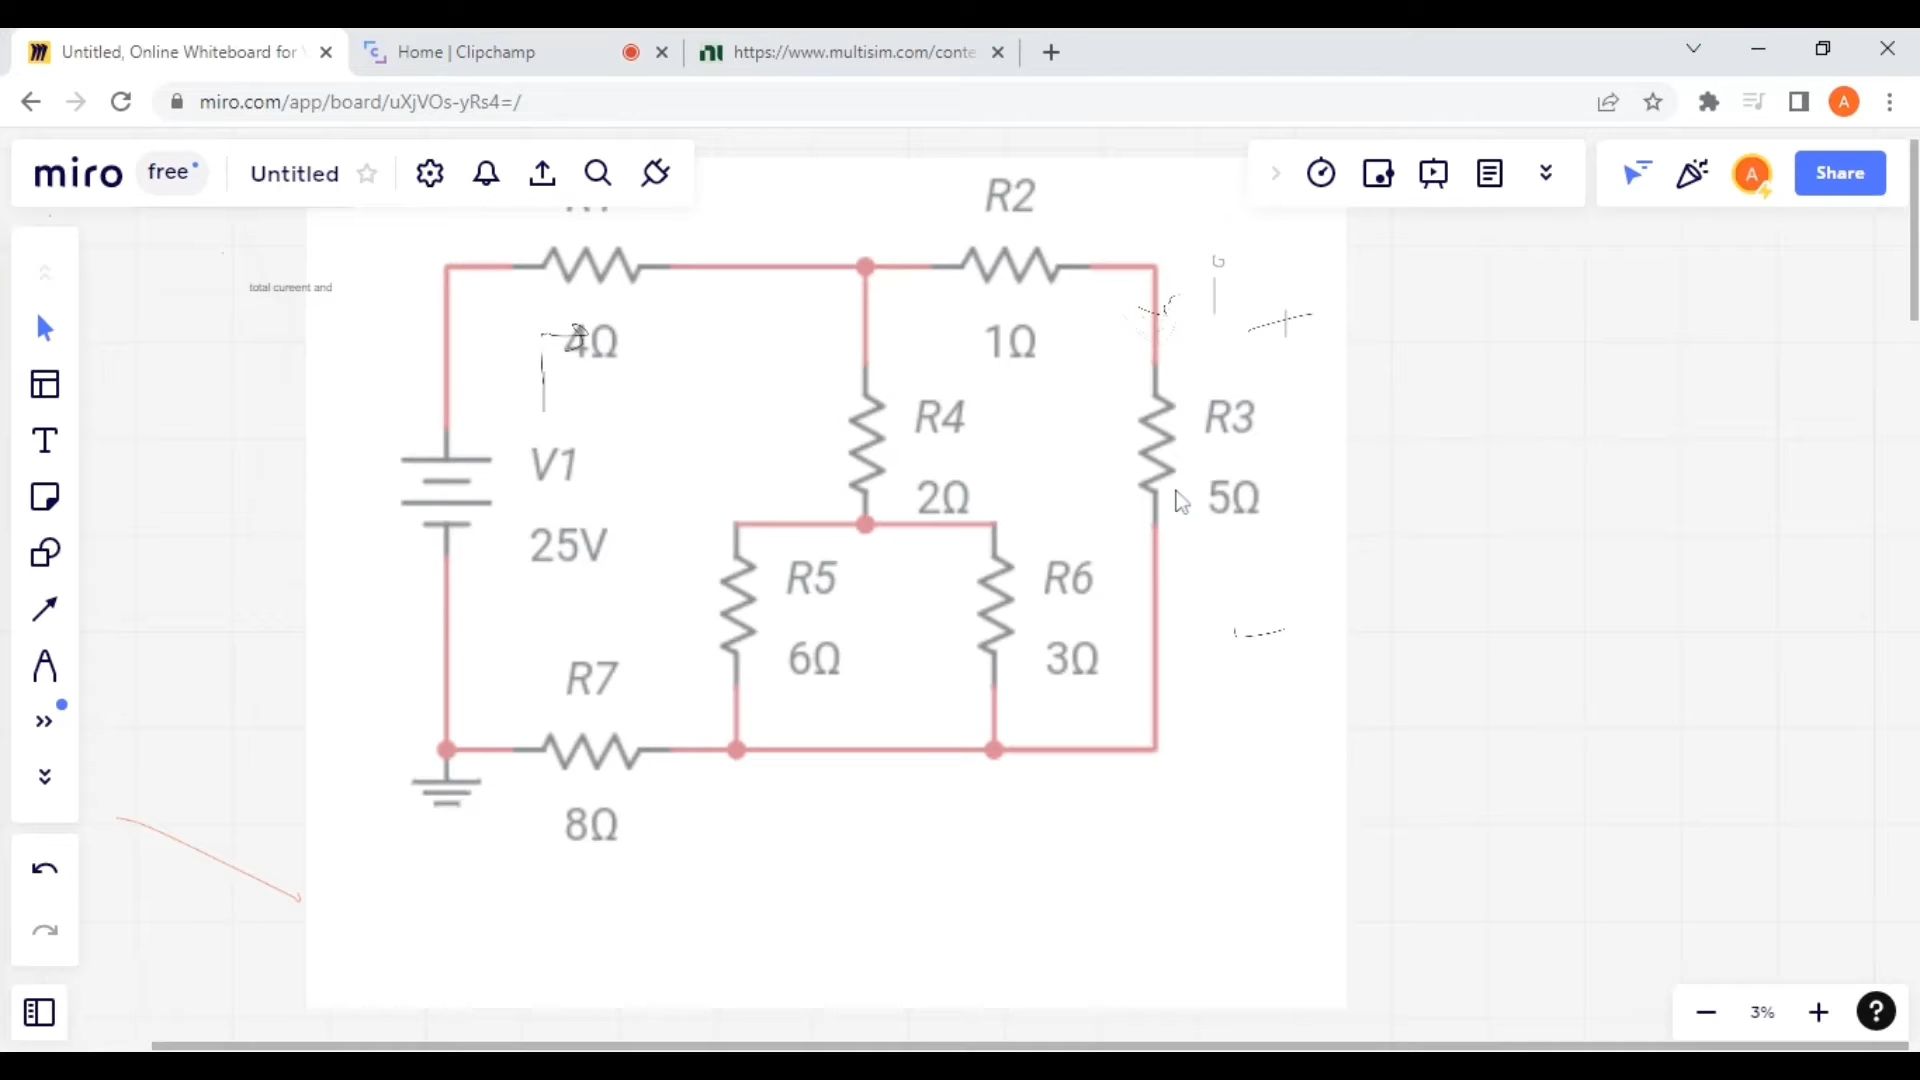 Untitled, Online Whiteboard for
Home | Clipchamp
https://www.multisim.com/conte
miro.com/app/board/uXjVOs-yRs4=/
A
miro
free
Untitled
A
Share
R2
total cureent and
4Ω
1Ω
R4
R3
V1
2Ω
5Ω
25V
R5
R6
R7
6Ω
3Ω
8Ω
3%